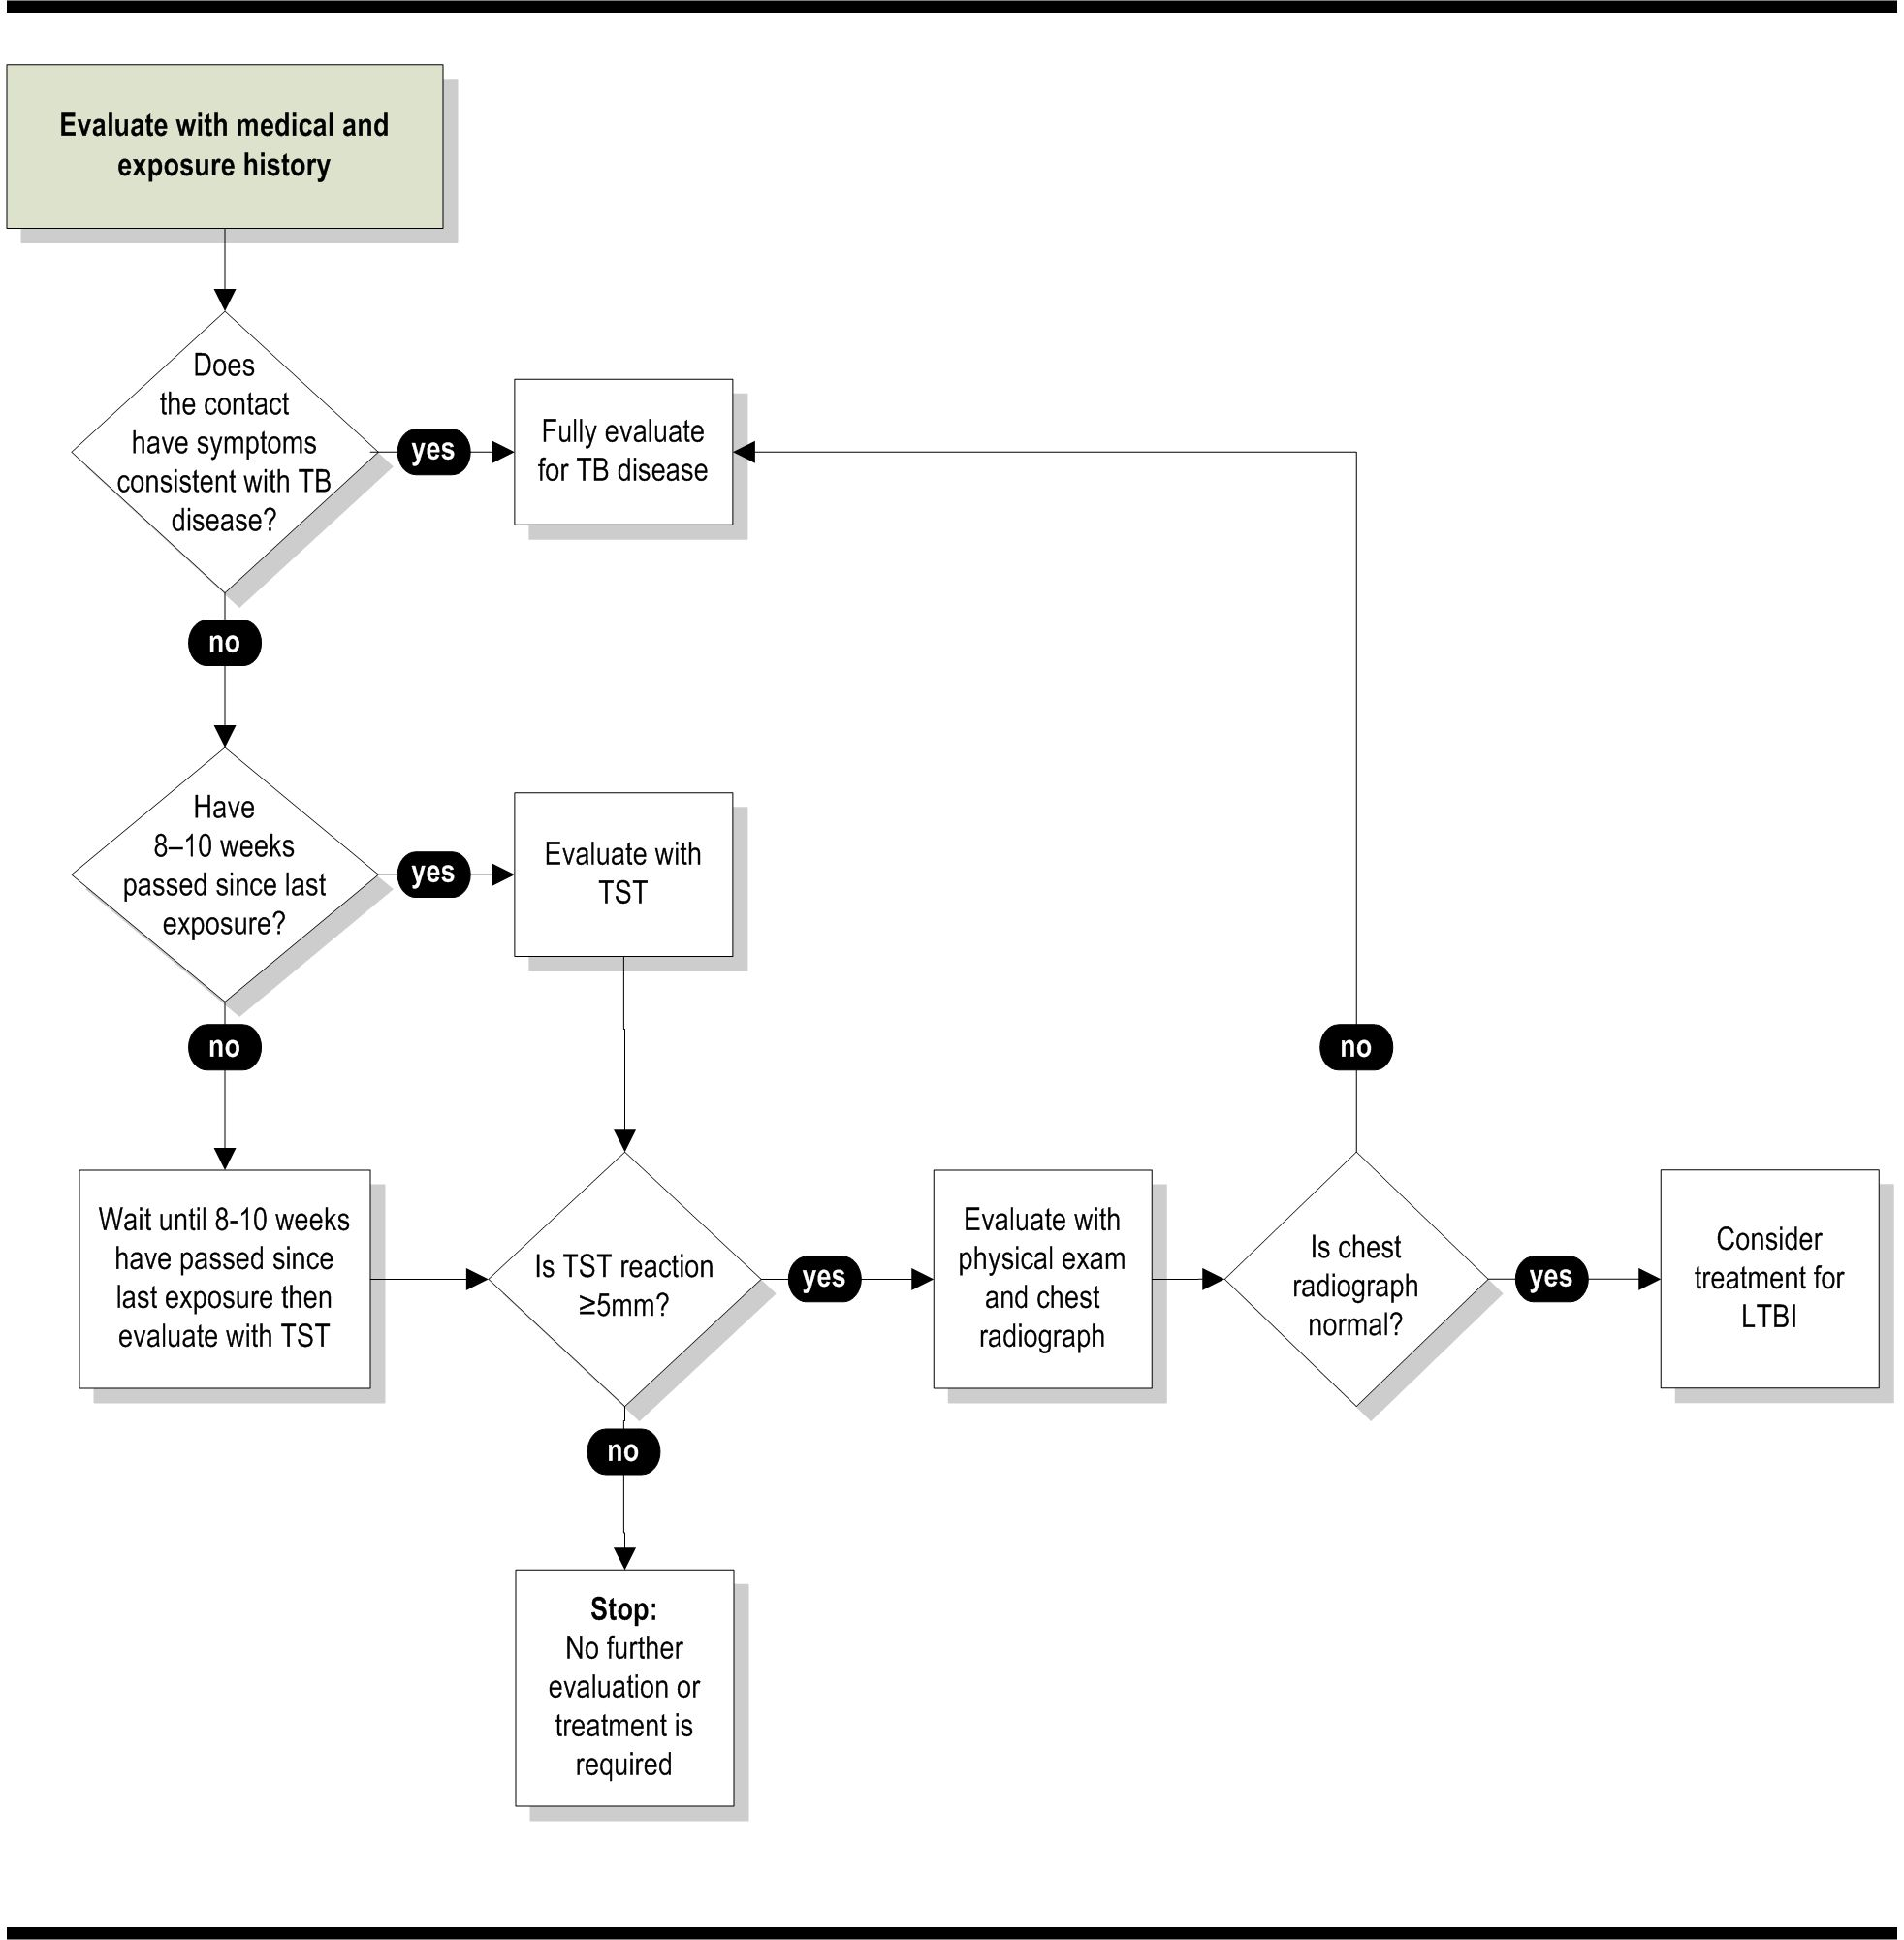 Evaluate with medical and
exposure history
Does
the contact
have symptoms
consistent with TB
disease?
yes
Fully evaluate
for TB disease
no
Have
8–10 weeks
passed since last
exposure?
yes
Evaluate with
TST
no
no
Wait until 8-10 weeks
have passed since
last exposure then
evaluate with TST
Is TST reaction
≥5mm?
yes
Evaluate with
physical exam
and chest
radiograph
Is chest
radiograph
normal?
yes
Consider
treatment for
LTBI
no
Stop:
No further
evaluation or
treatment is
required